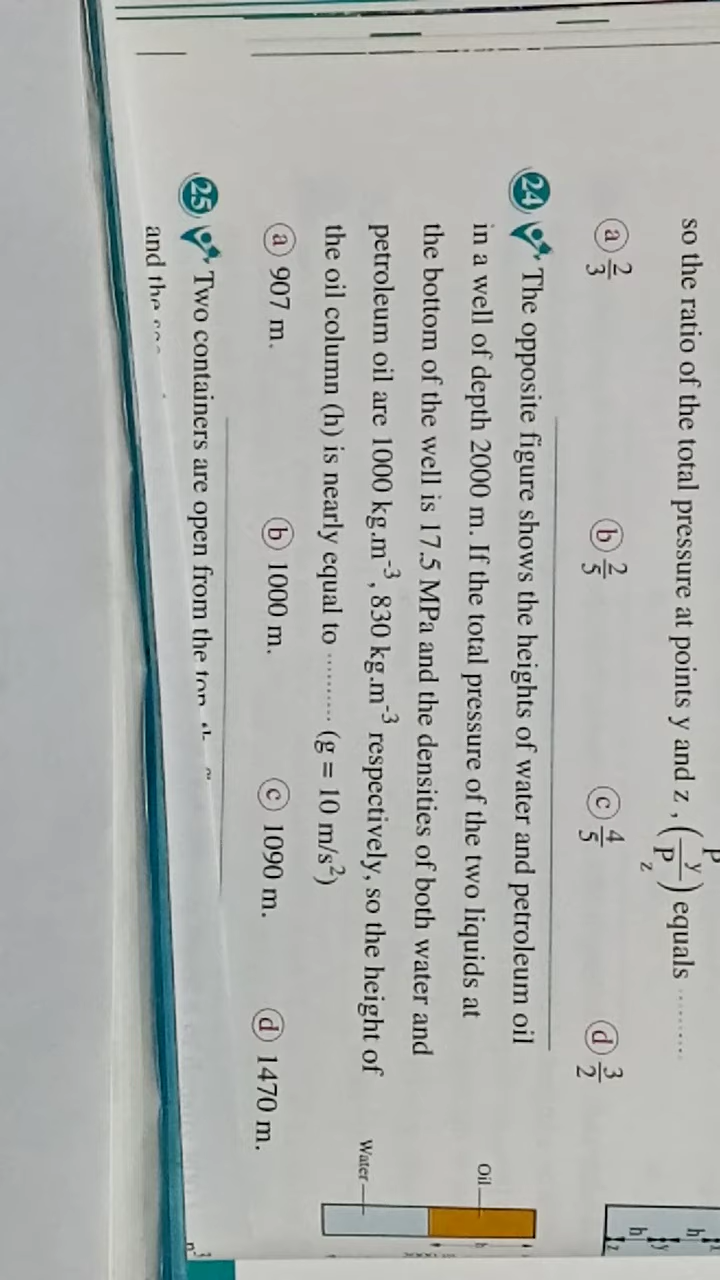 so the ratio of the total pressure at points y and z , (P_y/P_z) equals ..........
ⓐ 2/3 ⓑ 2/5 ⓒ 4/5 ⓓ 3/2
24 The opposite figure shows the heights of water and petroleum oil
in a well of depth 2000 m. If the total pressure of the two liquids at
the bottom of the well is 17.5 MPa and the densities of both water and
petroleum oil are 1000 kg.m⁻³ , 830 kg.m⁻³ respectively, so the height of
the oil column (h) is nearly equal to .......... (g = 10 m/s²)
ⓐ 907 m. ⓑ 1000 m. ⓒ 1090 m. ⓓ 1470 m.
Oil
h
Water
h
h
y
z
25 Two containers are open from the top
and the